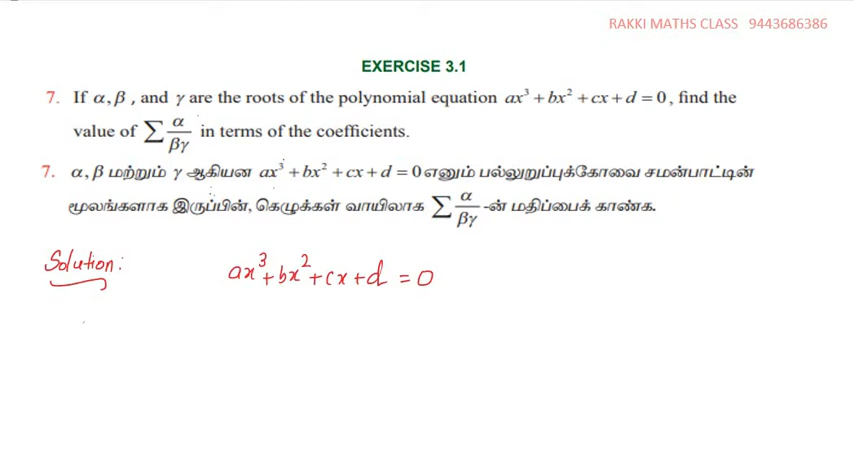 RAKKI MATHS CLASS 9443686386
EXERCISE 3.1
7. If α, β , and γ are the roots of the polynomial equation ax³ + bx² + cx + d = 0, find the
value of ∑ α/βγ in terms of the coefficients.
7. α, β மற்றும் γ ஆகியன ax³ + bx² + cx + d = 0 எனும் பல்லுறுப்புக்கோவை சமன்பாட்டின்
மூலங்களாக இருப்பின், கெழுக்கள் வாயிலாக ∑ α/βγ -ன் மதிப்பைக் காண்க.
Solution: ax³+bx²+cx+d = 0